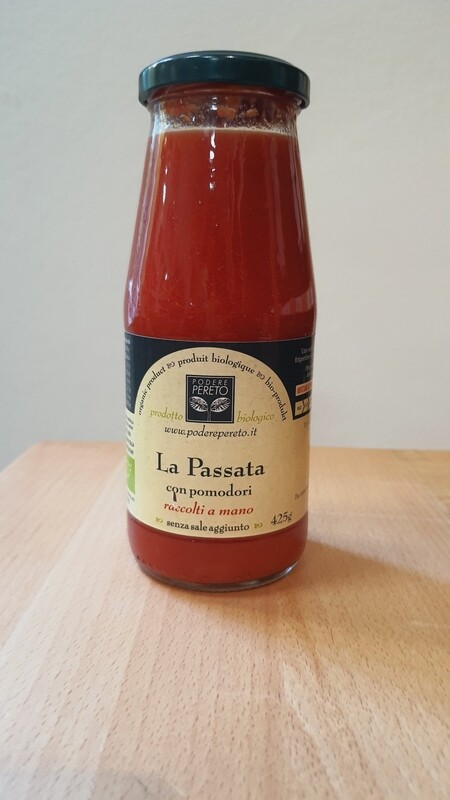 organic product produit biologique bio-produkt
PODERE
PERETO
prodotto biologico
www.poderepereto.it
La Passata
con pomodori
raccolti a mano
senza sale aggiunto
425g